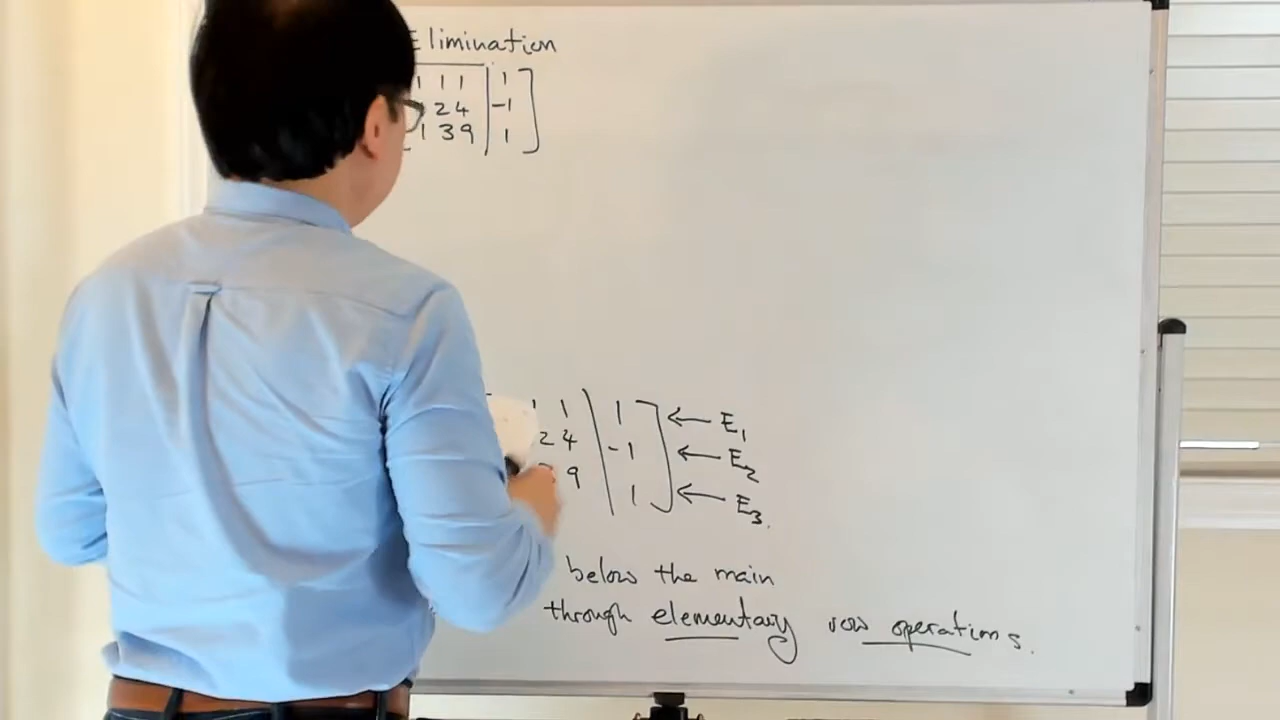 Elimination
1 1 1 | 1
2 4 | -1
1 3 9 | 1
1 1 | 1 ] ← E1
2 4 | -1 ] ← E2
9 | 1 ] ← E3.
below the main
through elementary row operations.